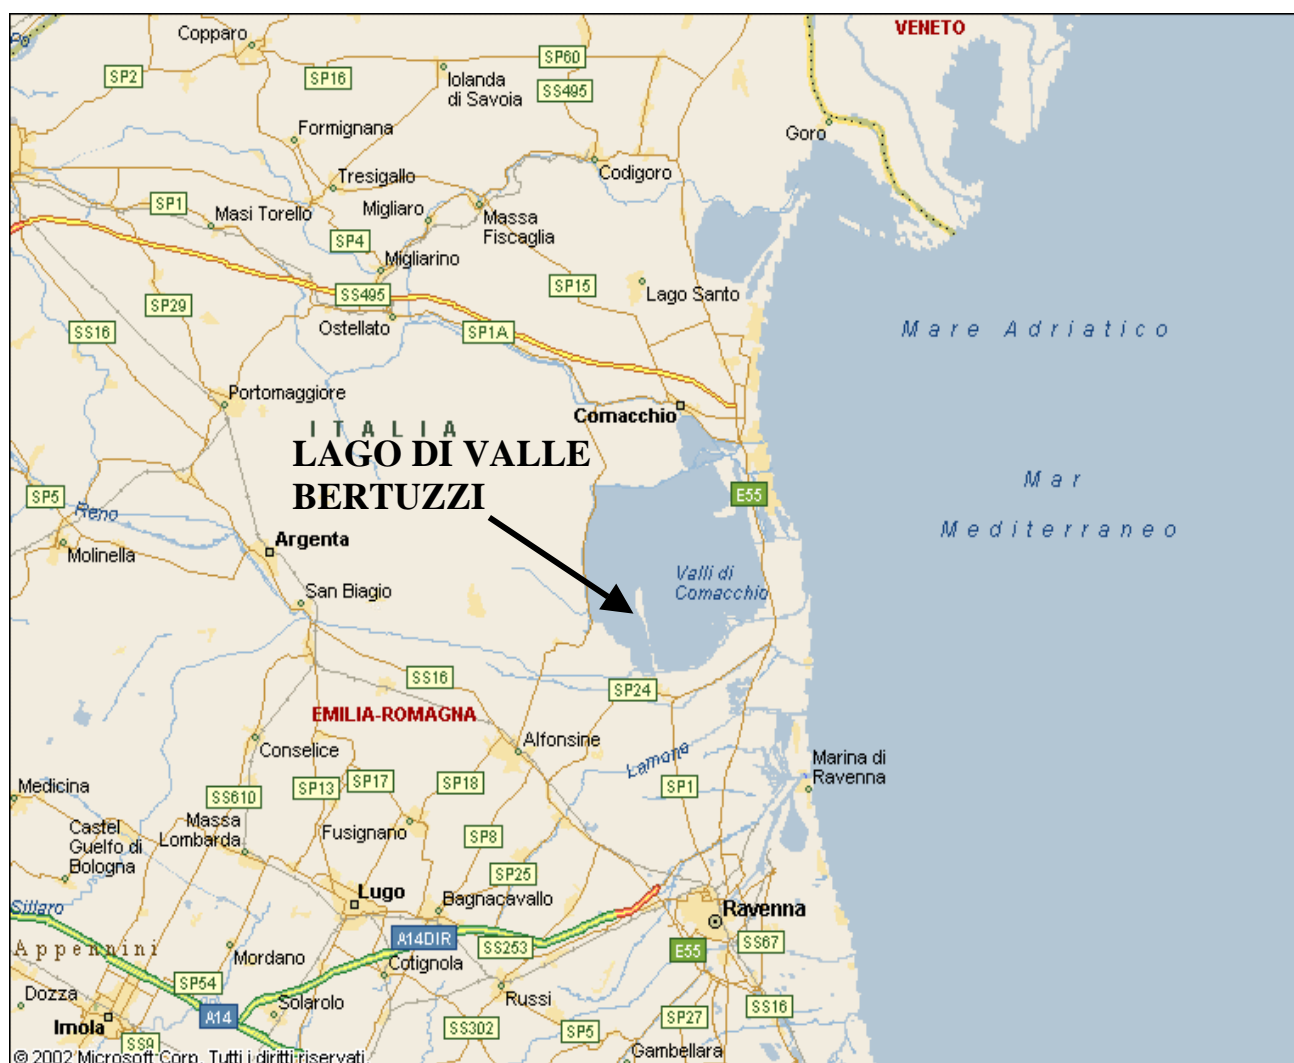 VENETO
Po
Copparo
SP60
SP2
SP16
Iolanda
di Savoia
SS495
Formignana
Goro
Codigoro
Tresigallo
SP1
Masi Torello
Migliaro
Massa
Fiscaglia
SP4
Migliarino
SP15
Lago Santo
SS495
SP29
SS16
Ostellato
SP1A
Mare Adriatico
Portomaggiore
Comacchio
ITALIA
LAGO DI VALLE
BERTUZZI
Mar
Mediterraneo
E55
SP5
Reno
Molinella
Argenta
Valli di
Comacchio
San Biagio
SS16
SP24
EMILIA-ROMAGNA
Conselice
Alfonsine
Lamone
Marina di
Ravenna
Medicina
SS610
SP13
SP17
SP18
SP1
Massa
Lombarda
Castel
Guelfo di
Bologna
Fusignano
SP8
SP25
Lugo
Bagnacavallo
Ravenna
Sillaro
A14DIR
SS253
E55
SS67
Appennini
Mordano
Cotignola
SP54
Dozza
Solarolo
Russi
SS16
A14
Imola
SS9
SS302
SP5
SP27
Gambellara
© 2002 Microsoft Corp. Tutti i diritti riservati